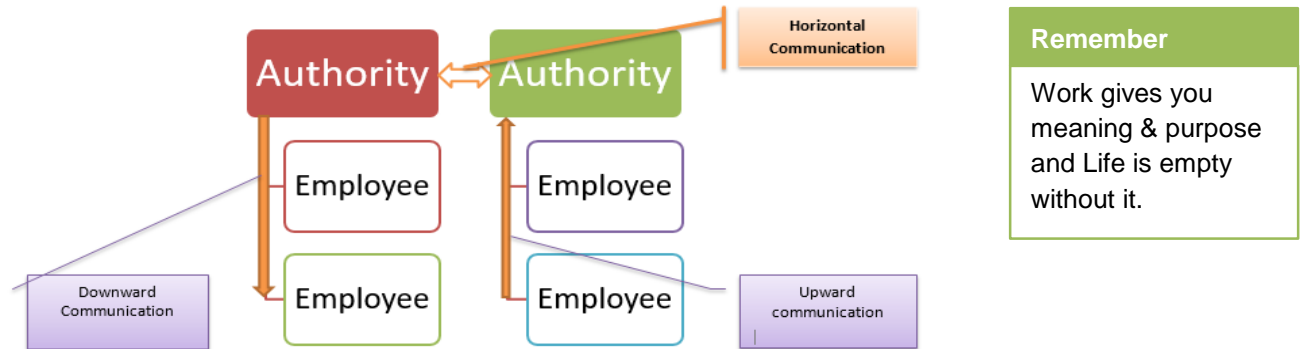 Horizontal
Communication
Authority
Authority
Employee
Employee
Employee
Employee
Downward
Communication
Upward
communication
Remember
Work gives you
meaning & purpose
and Life is empty
without it.